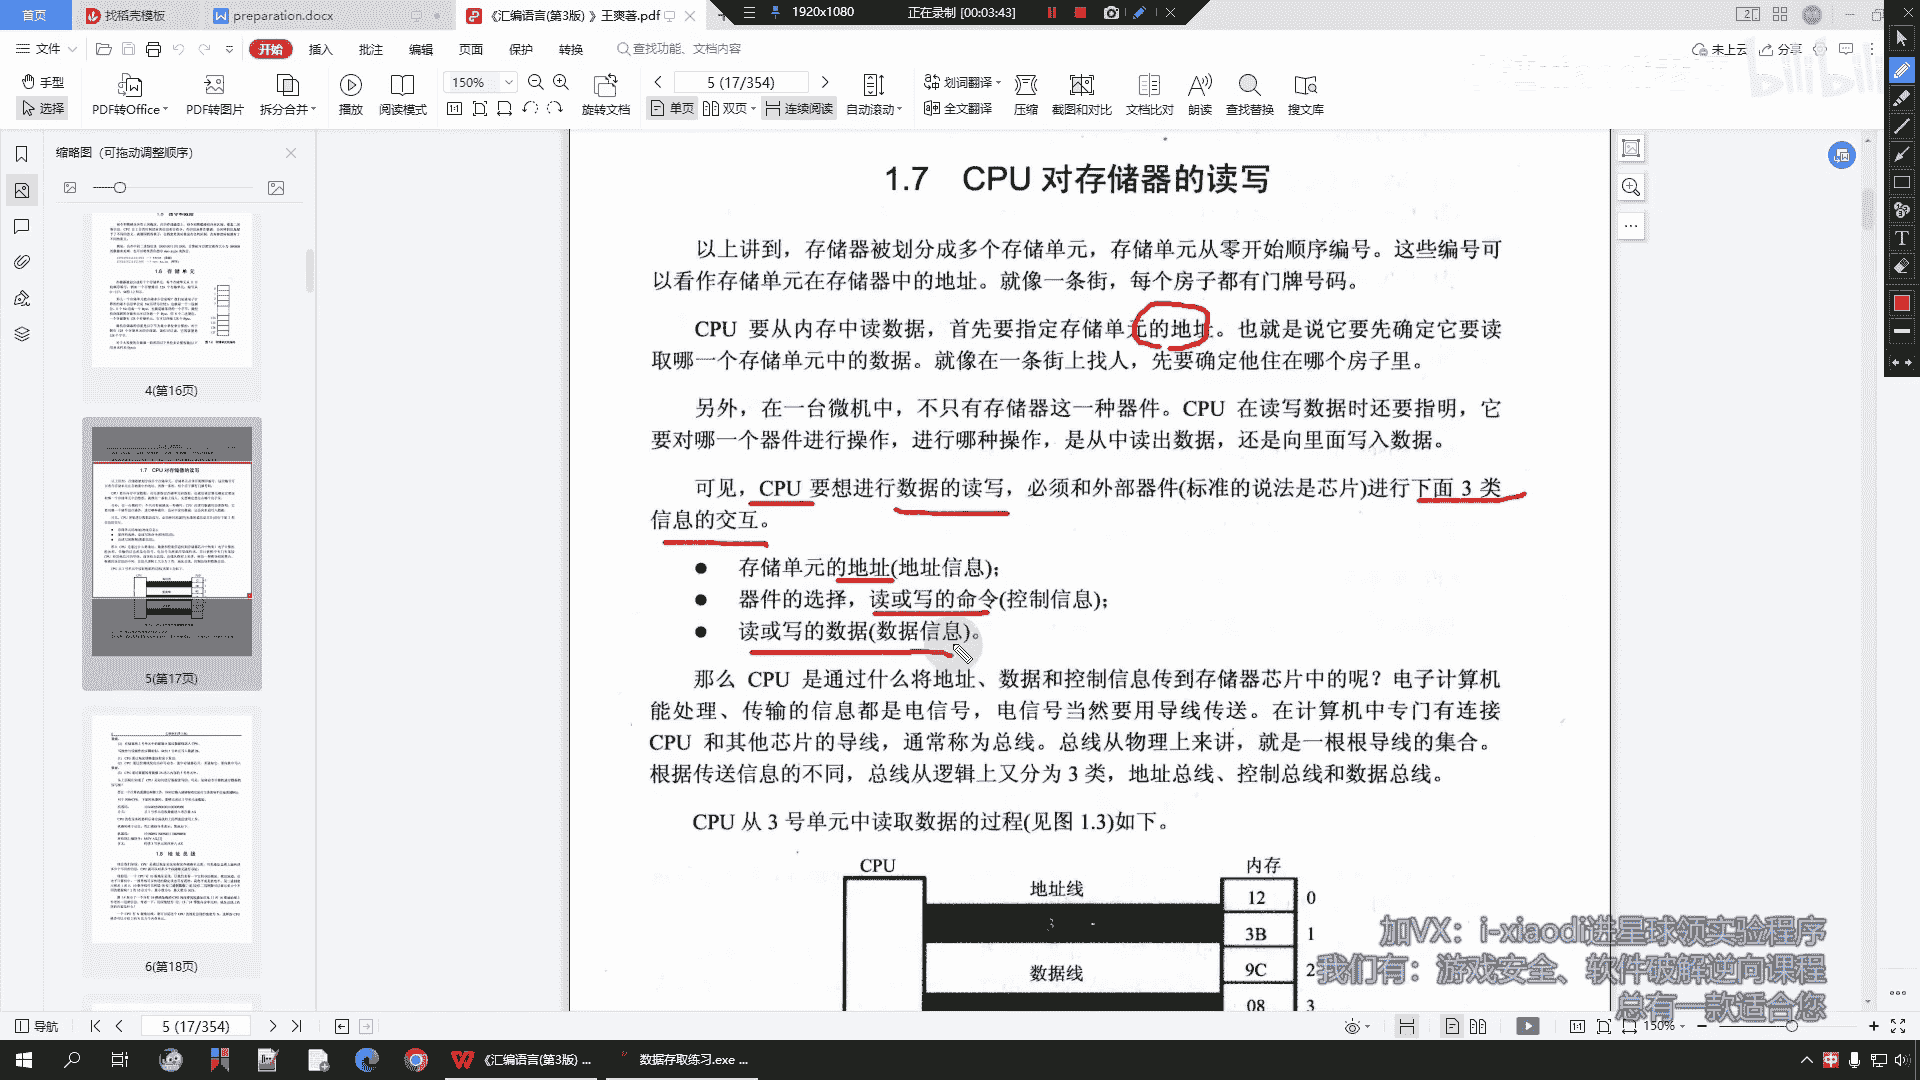 首页
找稻壳模板
preparation.docx
《汇编语言(第3版) 》王爽著.pdf
1920x1080
正在录制 [00:03:43]
文件
开始
插入
批注
编辑
页面
保护
转换
查找功能、文档内容
未上云
分享
手型
选择
PDF转Office
PDF转图片
拆分合并
播放
阅读模式
150%
旋转文档
5 (17/354)
单页
双页
连续阅读
自动滚动
划词翻译
全文翻译
压缩
截图和对比
文档比对
朗读
查找替换
搜文库
缩略图（可拖动调整顺序）
4(第16页)
5(第17页)
6(第18页)
1.7 CPU 对存储器的读写
以上讲到，存储器被划分成多个存储单元，存储单元从零开始顺序编号。这些编号可
以看作存储单元在存储器中的地址。就像一条街，每个房子都有门牌号码。
CPU 要从内存中读数据，首先要指定存储单元的地址。也就是说它要先确定它要读
取哪一个存储单元中的数据。就像在一条街上找人，先要确定他住在哪个房子里。
另外，在一台微机中，不只有存储器这一种器件。CPU 在读写数据时还要指明，它
要对哪一个器件进行操作，进行哪种操作，是从中读出数据，还是向里面写入数据。
可见，CPU 要想进行数据的读写，必须和外部器件(标准的说法是芯片)进行下面 3 类
信息的交互。
● 存储单元的地址(地址信息)；
● 器件的选择，读或写的命令(控制信息)；
● 读或写的数据(数据信息)。
那么 CPU 是通过什么将地址、数据和控制信息传到存储器芯片中的呢？电子计算机
能处理、传输的信息都是电信号，电信号当然要用导线传送。在计算机中专门有连接
CPU 和其他芯片的导线，通常称为总线。总线从物理上来讲，就是一根根导线的集合。
根据传送信息的不同，总线从逻辑上又分为 3 类，地址总线、控制总线和数据总线。
CPU 从 3 号单元中读取数据的过程(见图 1.3)如下。
CPU
内存
地址线
3
数据线
12 0
3B 1
9C 2
08 3
加VX：i-xiaodi进星球领实验程序
我们有：游戏安全、软件破解逆向课程
总有一款适合您
导航
5 (17/354)
150%
《汇编语言(第3版) ...
数据存取练习.exe ...